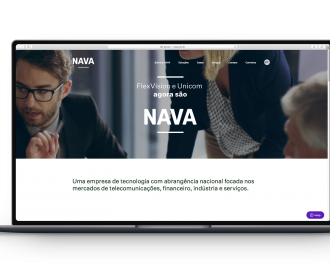 NAVA
FlexVision e Unicom
agora são
NAVA
Uma empresa de tecnologia com abrangência nacional focada nos
mercados de telecomunicações, financeiro, indústria e serviços.